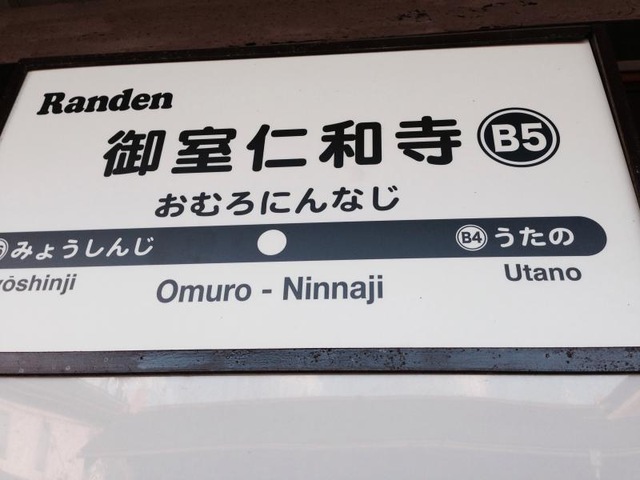 Randen
御室仁和寺 B5
おむろにんなじ
みょうしんじ B4 うたの
yōshinji Omuro - Ninnaji Utano